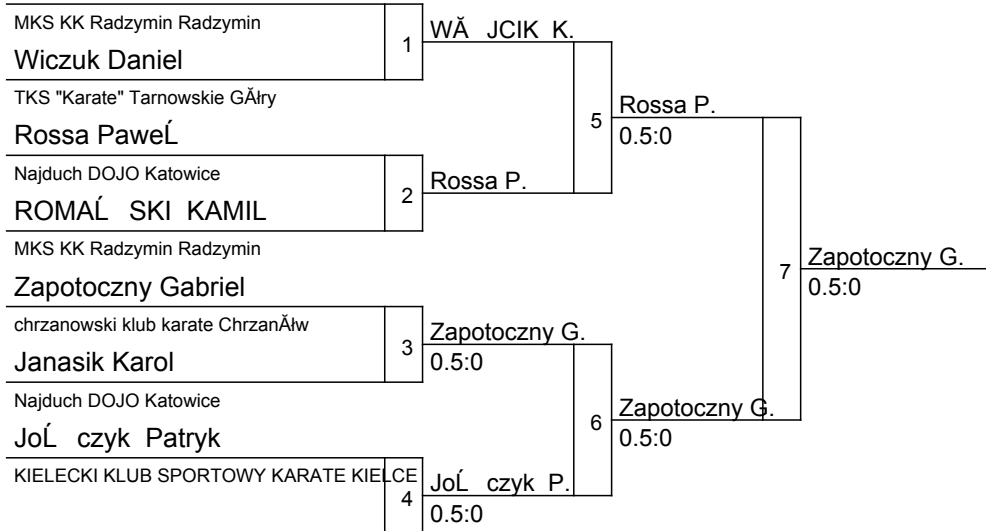 MKS KK Radzymin Radzymin
Wiczuk Daniel
1
WĂ JCIK K.
TKS "Karate" Tarnowskie GĂłry
Rossa PaweĹ
5
Rossa P.
0.5:0
Najduch DOJO Katowice
ROMAĹ SKI KAMIL
2
Rossa P.
MKS KK Radzymin Radzymin
Zapotoczny Gabriel
7
Zapotoczny G.
0.5:0
chrzanowski klub karate ChrzanĂłw
Janasik Karol
3
Zapotoczny G.
0.5:0
Najduch DOJO Katowice
JoĹ czyk Patryk
6
Zapotoczny G.
0.5:0
KIELECKI KLUB SPORTOWY KARATE KIELCE
4
JoĹ czyk P.
0.5:0